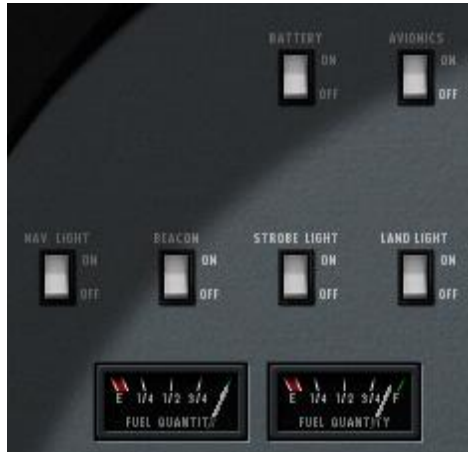 BATTERY AVIONICS
ON ON
OFF OFF
NAV. LIGHT BEACON STROBE LIGHT LAND LIGHT
ON ON ON ON
OFF OFF OFF OFF
E 1/4 1/2 3/4 E 1/4 1/2 3/4 F
FUEL QUANTITY FUEL QUANTITY